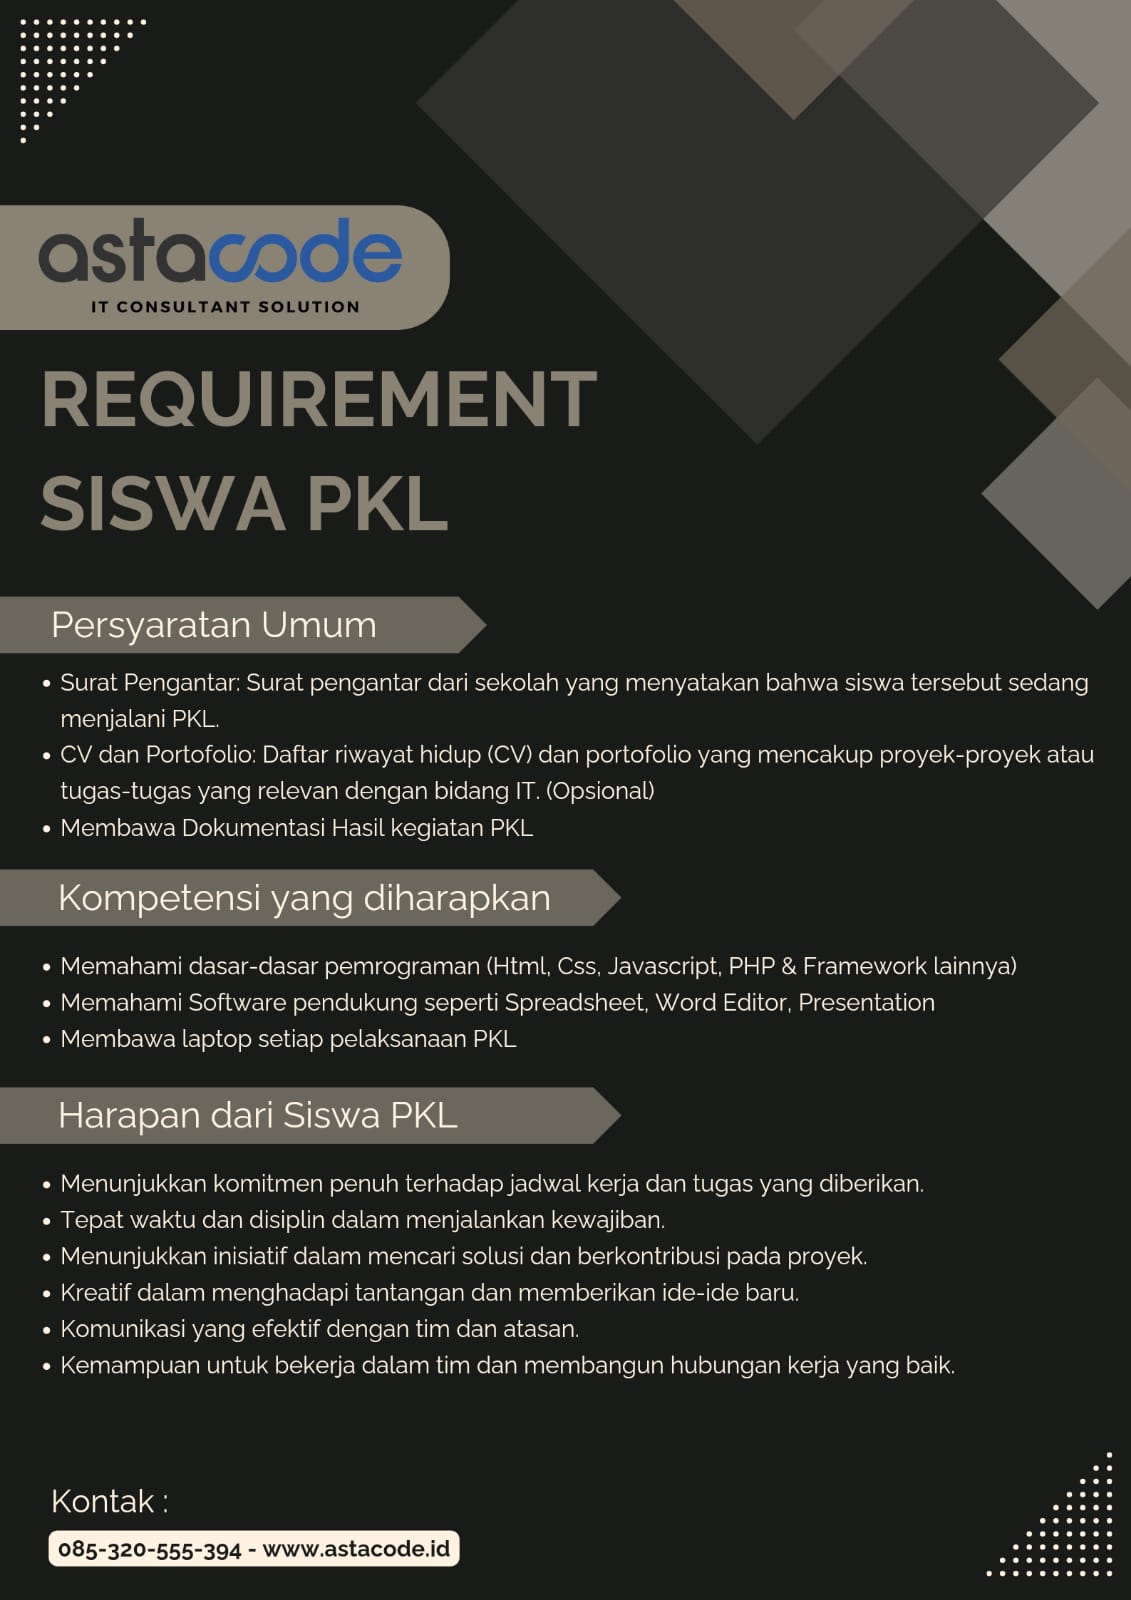 astacode
IT CONSULTANT SOLUTION
REQUIREMENT
SISWA PKL
Persyaratan Umum
• Surat Pengantar: Surat pengantar dari sekolah yang menyatakan bahwa siswa tersebut sedang
menjalani PKL.
• CV dan Portofolio: Daftar riwayat hidup (CV) dan portofolio yang mencakup proyek-proyek atau
tugas-tugas yang relevan dengan bidang IT. (Opsional)
• Membawa Dokumentasi Hasil kegiatan PKL
Kompetensi yang diharapkan
• Memahami dasar-dasar pemrograman (Html, Css, Javascript, PHP & Framework lainnya)
• Memahami Software pendukung seperti Spreadsheet, Word Editor, Presentation
• Membawa laptop setiap pelaksanaan PKL
Harapan dari Siswa PKL
• Menunjukkan komitmen penuh terhadap jadwal kerja dan tugas yang diberikan.
• Tepat waktu dan disiplin dalam menjalankan kewajiban.
• Menunjukkan inisiatif dalam mencari solusi dan berkontribusi pada proyek.
• Kreatif dalam menghadapi tantangan dan memberikan ide-ide baru.
• Komunikasi yang efektif dengan tim dan atasan.
• Kemampuan untuk bekerja dalam tim dan membangun hubungan kerja yang baik.
Kontak :
085-320-555-394 - www.astacode.id